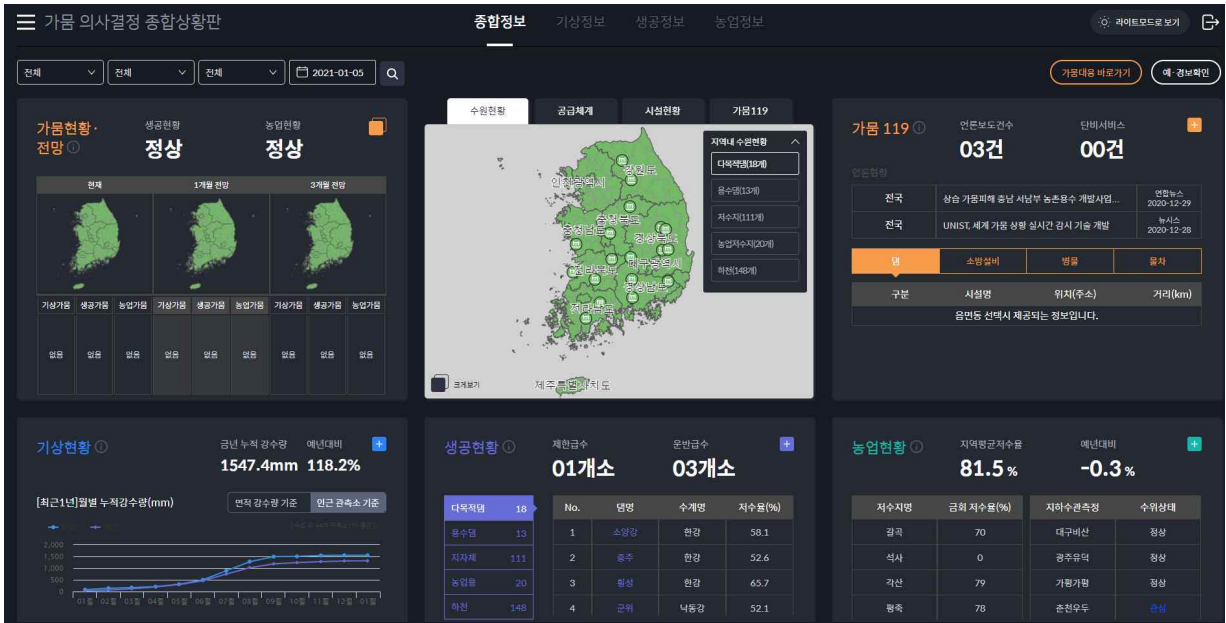 가뭄 의사결정 종합상황판
종합정보 기상정보 생공정보 농업정보
라이트모드로 보기
전체 전체 전체 2021-01-05
가뭄대응 바로가기 예·경보확인
가뭄현황·
전망
생공현황 농업현황
정상 정상
현재 1개월 전망 3개월 전망
기상가뭄 생공가뭄 농업가뭄 기상가뭄 생공가뭄 농업가뭄 기상가뭄 생공가뭄 농업가뭄
없음 없음 없음 없음 없음 없음 없음 없음 없음
수원현황 공급체계 시설현황 가뭄119
지역내 수원현황
다목적댐(18개)
용수댐(13개)
저수지(111개)
농업저수지(20개)
하천(148개)
강원도
인천광역시
충청북도
충청남도
경상북도
전라북도
대구광역시
경상남도
전라남도
제주특별자치도
크게보기
가뭄 119
언론보도건수 단비서비스
03건 00건
언론동향
전국 상습 가뭄피해 충남 서남부 농촌용수 개발사업... 연합뉴스
2020-12-29
전국 UNIST, 세계 가뭄 상황 실시간 감시 기술 개발 뉴시스
2020-12-28
댐 소방설비 병물 물차
구분 시설명 위치(주소) 거리(km)
읍면동 선택시 제공되는 정보입니다.
기상현황
금년 누적 강수량 예년대비
1547.4mm 118.2%
[최근1년]월별 누적강수량(mm)
면적 강수량 기준 인근 관측소 기준
2,000
1,500
1,000
500
0
01월 02월 03월 04월 05월 06월 07월 08월 09월 10월 11월 12월 01월
생공현황
제한급수 운반급수
01개소 03개소
다목적댐 18
용수댐 13
지자체 111
농업용 20
하천 148
No. 댐명 수계명 저수율(%)
1 소양강 한강 58.1
2 충주 한강 52.6
3 횡성 한강 65.7
4 군위 낙동강 52.1
농업현황
지역평균저수율 예년대비
81.5 % -0.3 %
저수지명 금회 저수율(%) 지하수관측정 수위상태
갈곡 70 대구비산 정상
석사 0 광주유덕 정상
각산 79 가평가평 정상
평죽 78 춘천우두 관심